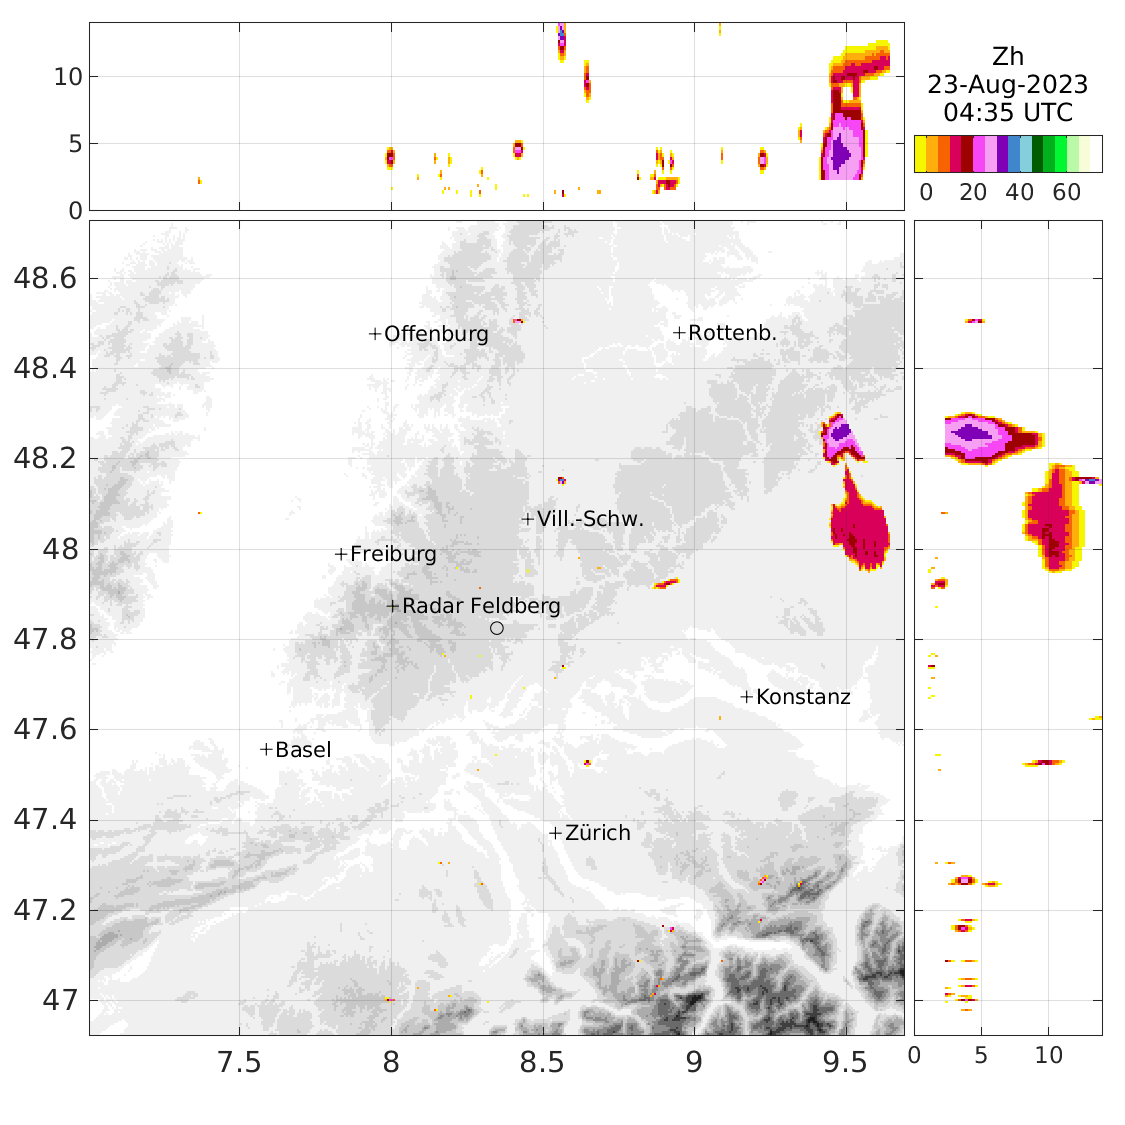 10
5
0
Zh
23-Aug-2023
04:35 UTC
0 20 40 60
48.6
48.4
48.2
48
47.8
47.6
47.4
47.2
47
+Offenburg
+Rottenb.
+Vill.-Schw.
+Freiburg
+Radar Feldberg
+Konstanz
+Basel
+Zürich
7.5 8 8.5 9 9.5
0 5 10